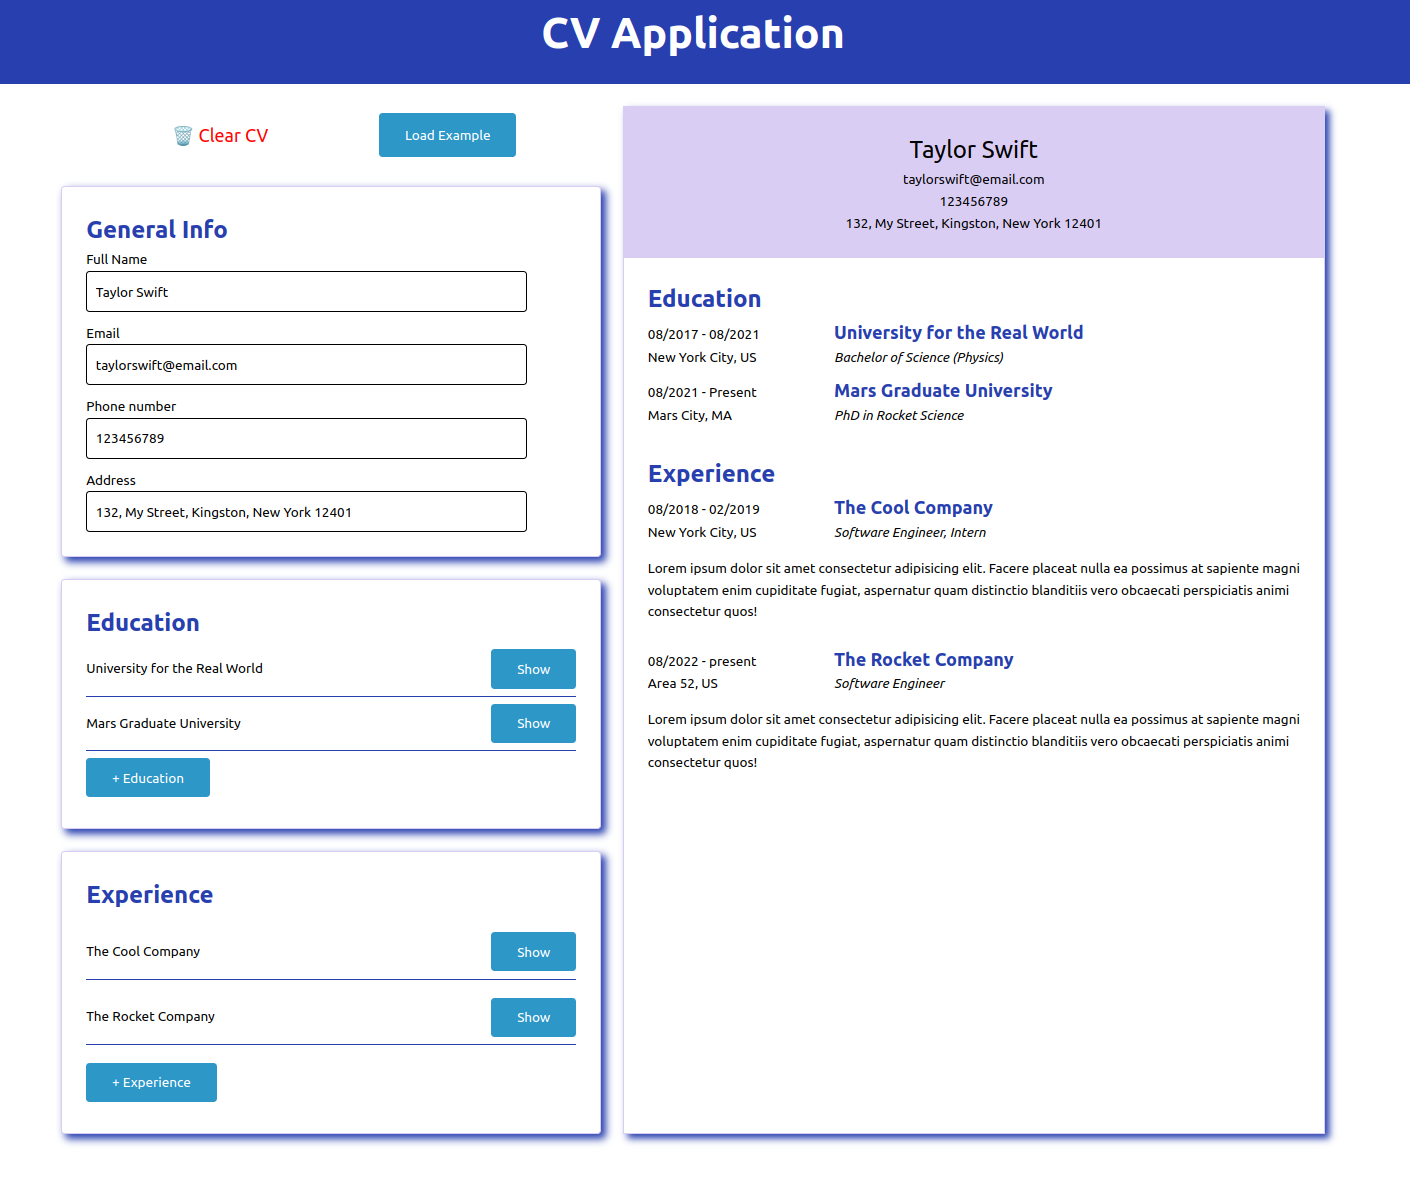 CV Application
🗑️ Clear CV
Load Example
General Info
Full Name
Taylor Swift
Email
taylorswift@email.com
Phone number
123456789
Address
132, My Street, Kingston, New York 12401
Education
University for the Real World
Show
Mars Graduate University
Show
+ Education
Experience
The Cool Company
Show
The Rocket Company
Show
+ Experience
Taylor Swift
taylorswift@email.com
123456789
132, My Street, Kingston, New York 12401
Education
08/2017 - 08/2021
University for the Real World
New York City, US
Bachelor of Science (Physics)
08/2021 - Present
Mars Graduate University
Mars City, MA
PhD in Rocket Science
Experience
08/2018 - 02/2019
The Cool Company
New York City, US
Software Engineer, Intern
Lorem ipsum dolor sit amet consectetur adipisicing elit. Facere placeat nulla ea possimus at sapiente magni
voluptatem enim cupiditate fugiat, aspernatur quam distinctio blanditiis vero obcaecati perspiciatis animi
consectetur quos!
08/2022 - present
The Rocket Company
Area 52, US
Software Engineer
Lorem ipsum dolor sit amet consectetur adipisicing elit. Facere placeat nulla ea possimus at sapiente magni
voluptatem enim cupiditate fugiat, aspernatur quam distinctio blanditiis vero obcaecati perspiciatis animi
consectetur quos!